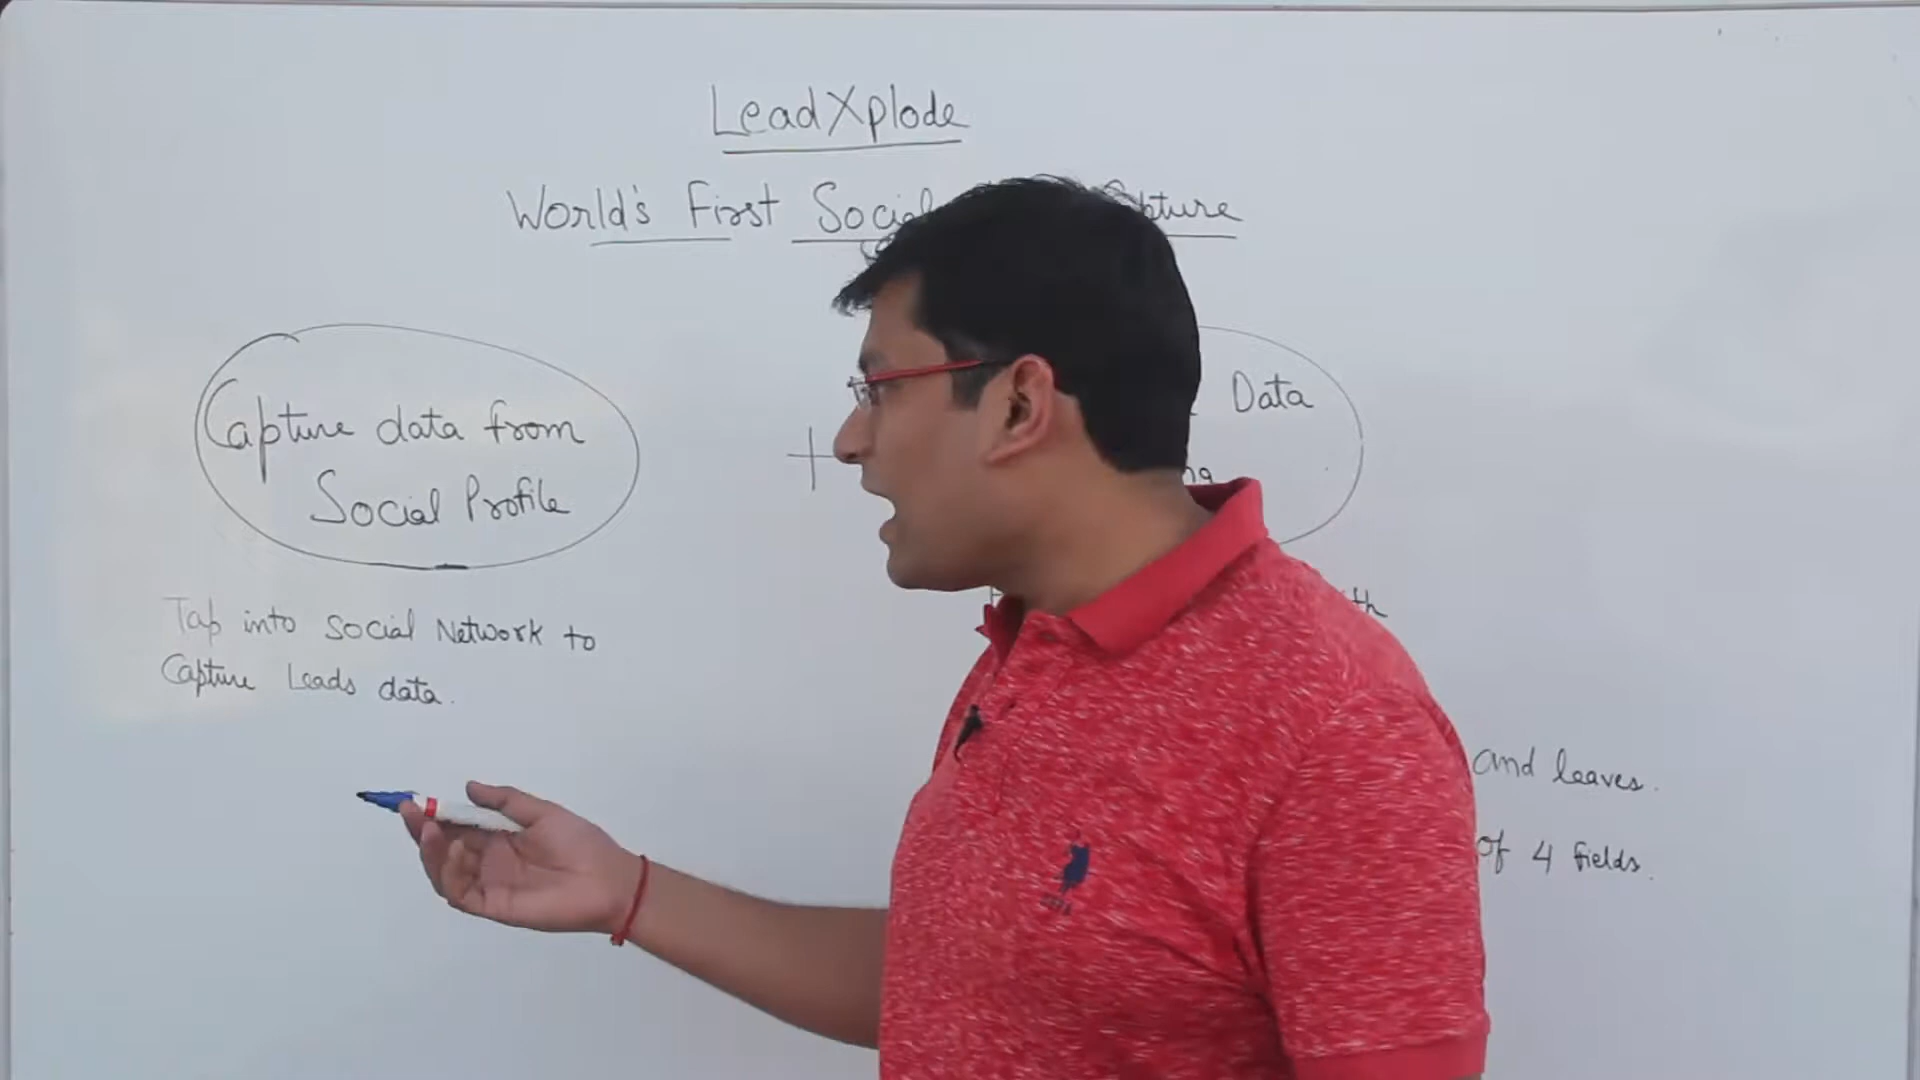 LeadXplode
World's First Social
Capture data from
Social Profile
+
Data
Tap into Social Network to
Capture Leads data.
and leaves.
of 4 fields.